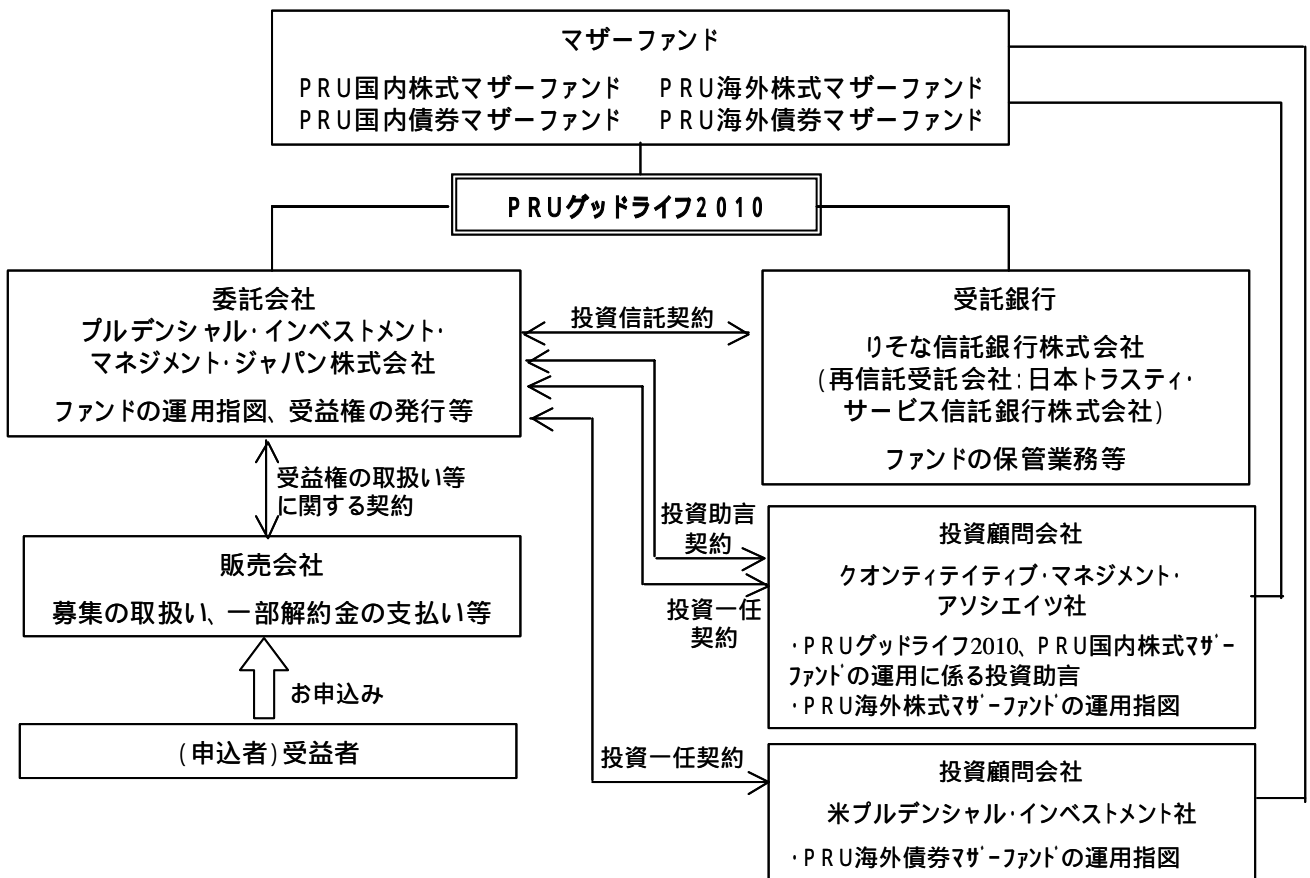 マザーファンド
PRU国内株式マザーファンド PRU海外株式マザーファンド
PRU国内債券マザーファンド PRU海外債券マザーファンド
PRUグッドライフ2010
委託会社
プルデンシャル・インベストメント・
マネジメント・ジャパン株式会社
ファンドの運用指図、受益権の発行等
投資信託契約
受託銀行
りそな信託銀行株式会社
(再信託受託会社:日本トラスティ・
サービス信託銀行株式会社)
ファンドの保管業務等
受益権の取扱い等
に関する契約
販売会社
募集の取扱い、一部解約金の支払い等
お申込み
(申込者)受益者
投資助言
契約
投資一任
契約
投資顧問会社
クオンティテイティブ・マネジメント・
アソシエイツ社
・PRUグッドライフ2010、PRU国内株式ﾏｻﾞｰ
ﾌｧﾝﾄﾞの運用に係る投資助言
・PRU海外株式ﾏｻﾞｰﾌｧﾝﾄﾞの運用指図
投資一任契約
投資顧問会社
米プルデンシャル・インベストメント社
・PRU海外債券ﾏｻﾞｰﾌｧﾝﾄﾞの運用指図